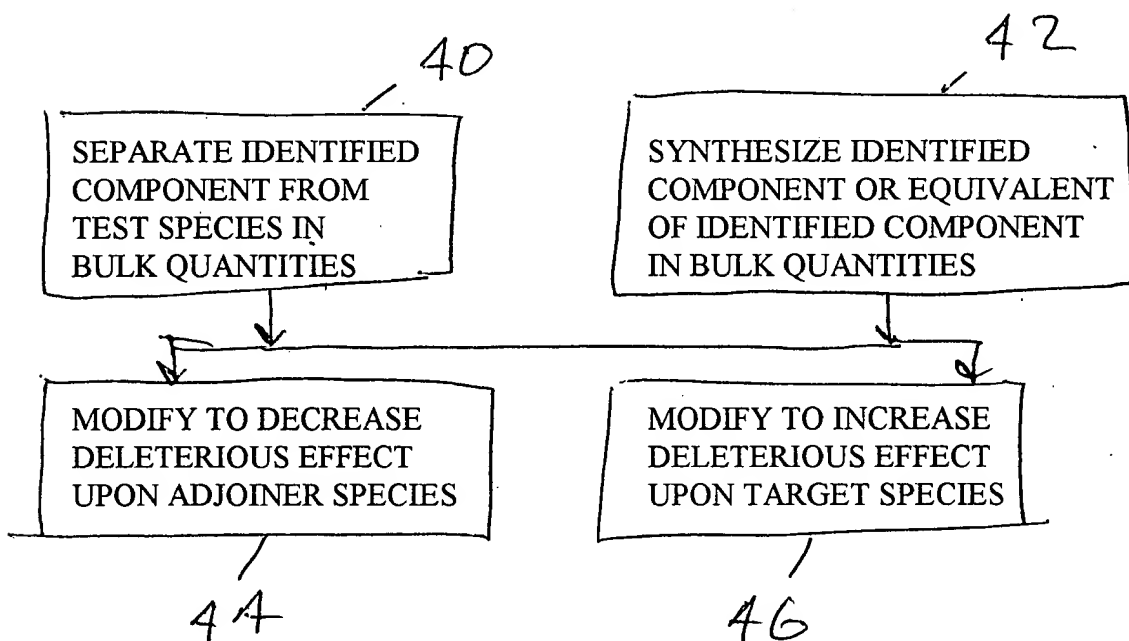 40
42
SEPARATE IDENTIFIED
COMPONENT FROM
TEST SPECIES IN
BULK QUANTITIES
SYNTHESIZE IDENTIFIED
COMPONENT OR EQUIVALENT
OF IDENTIFIED COMPONENT
IN BULK QUANTITIES
MODIFY TO DECREASE
DELETERIOUS EFFECT
UPON ADJOINER SPECIES
MODIFY TO INCREASE
DELETERIOUS EFFECT
UPON TARGET SPECIES
44
46